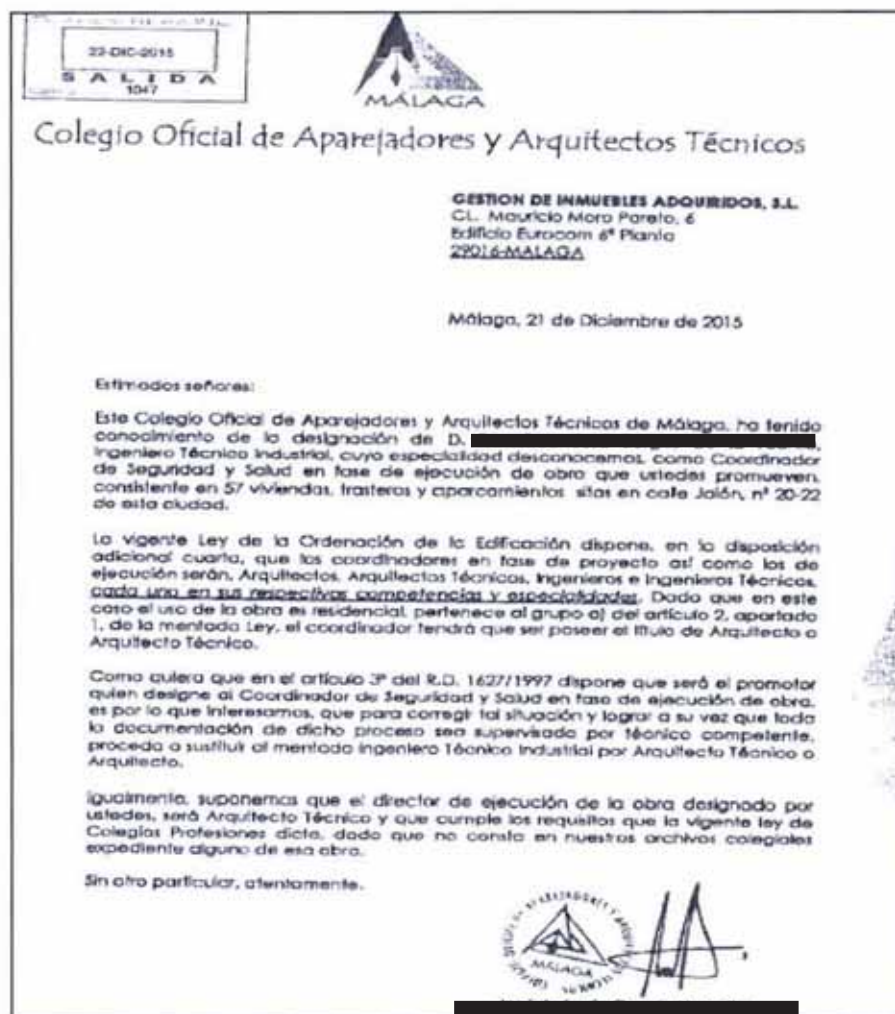 22-DIC-2015
SALIDA
1047
MÁLAGA
Colegio Oficial de Aparejadores y Arquitectos Técnicos
GESTION DE INMUEBLES ADQUIRIDOS, S.L.
CL. Mauricio Moro Pareto, 6
Edificio Eurocom 6ª Planta
29016-MALAGA
Málaga, 21 de Diciembre de 2015
Estimados señores:
Este Colegio Oficial de Aparejadores y Arquitectos Técnicos de Málaga, ha tenido
conocimiento de la designación de D.
Ingeniero Técnico Industrial, cuya especialidad desconocemos, como Coordinador
de Seguridad y Salud en fase de ejecución de obra que ustedes promueven,
consistente en 57 viviendas, trasteros y aparcamientos sitas en calle Jalón, nº 20-22
de esta ciudad.
La vigente Ley de la Ordenación de la Edificación dispone, en la disposición
adicional cuarta, que los coordinadores en fase de proyecto así como los de
ejecución serán, Arquitectos, Arquitectos Técnicos, Ingenieros e Ingenieros Técnicos,
cada uno en sus respectivas competencias y especialidades. Dado que en este
caso el uso de la obra es residencial, pertenece al grupo a) del artículo 2, apartado
1, de la mentada Ley, el coordinador tendrá que ser poseer el título de Arquitecto o
Arquitecto Técnico.
Como quiera que en el artículo 3º del R.D. 1627/1997 dispone que será el promotor
quien designe al Coordinador de Seguridad y Salud en fase de ejecución de obra,
es por lo que interesamos, que para corregir tal situación y lograr a su vez que toda
la documentación de dicho proceso sea supervisada por técnico competente,
proceda a sustituir al mentado Ingeniero Técnico Industrial por Arquitecto Técnico o
Arquitecto.
Igualmente, suponemos que el director de ejecución de la obra designado por
ustedes, será Arquitecto Técnico y que cumple los requisitos que la vigente ley de
Colegios Profesiones dicta, dado que no consta en nuestros archivos colegiales
expediente alguno de esa obra.
Sin otro particular, atentamente.
MÁLAGA